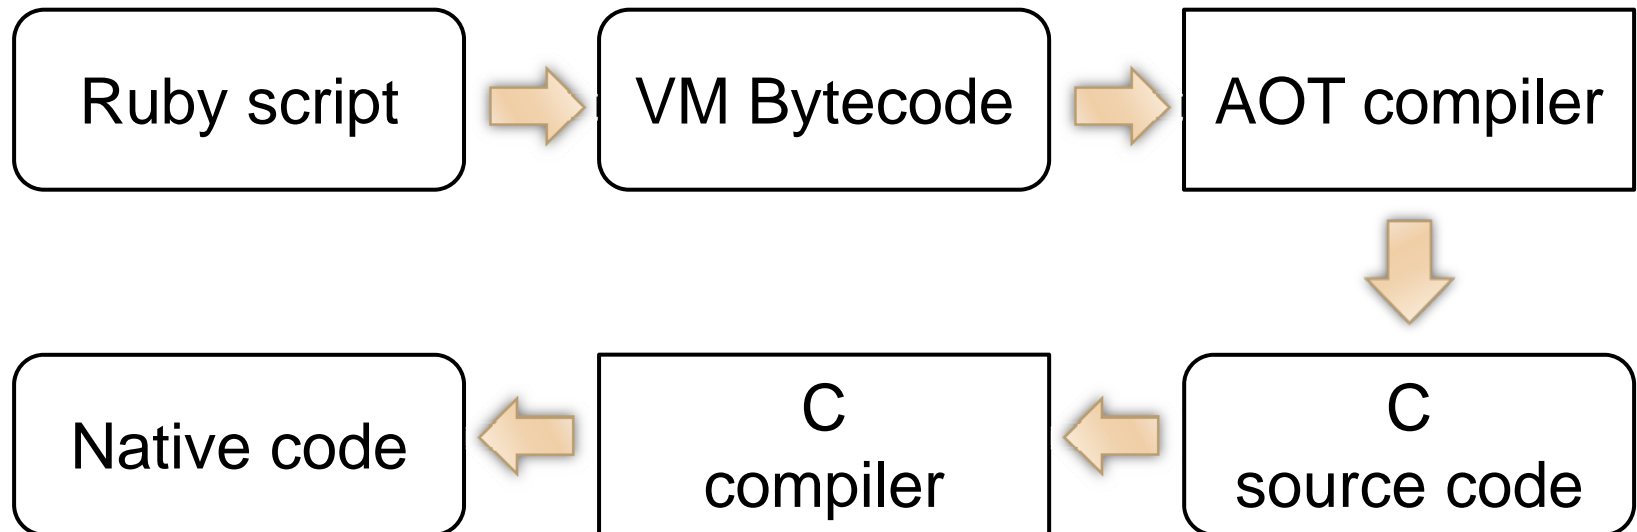 Ruby script
VM Bytecode
AOT compiler
C
source code
C
compiler
Native code